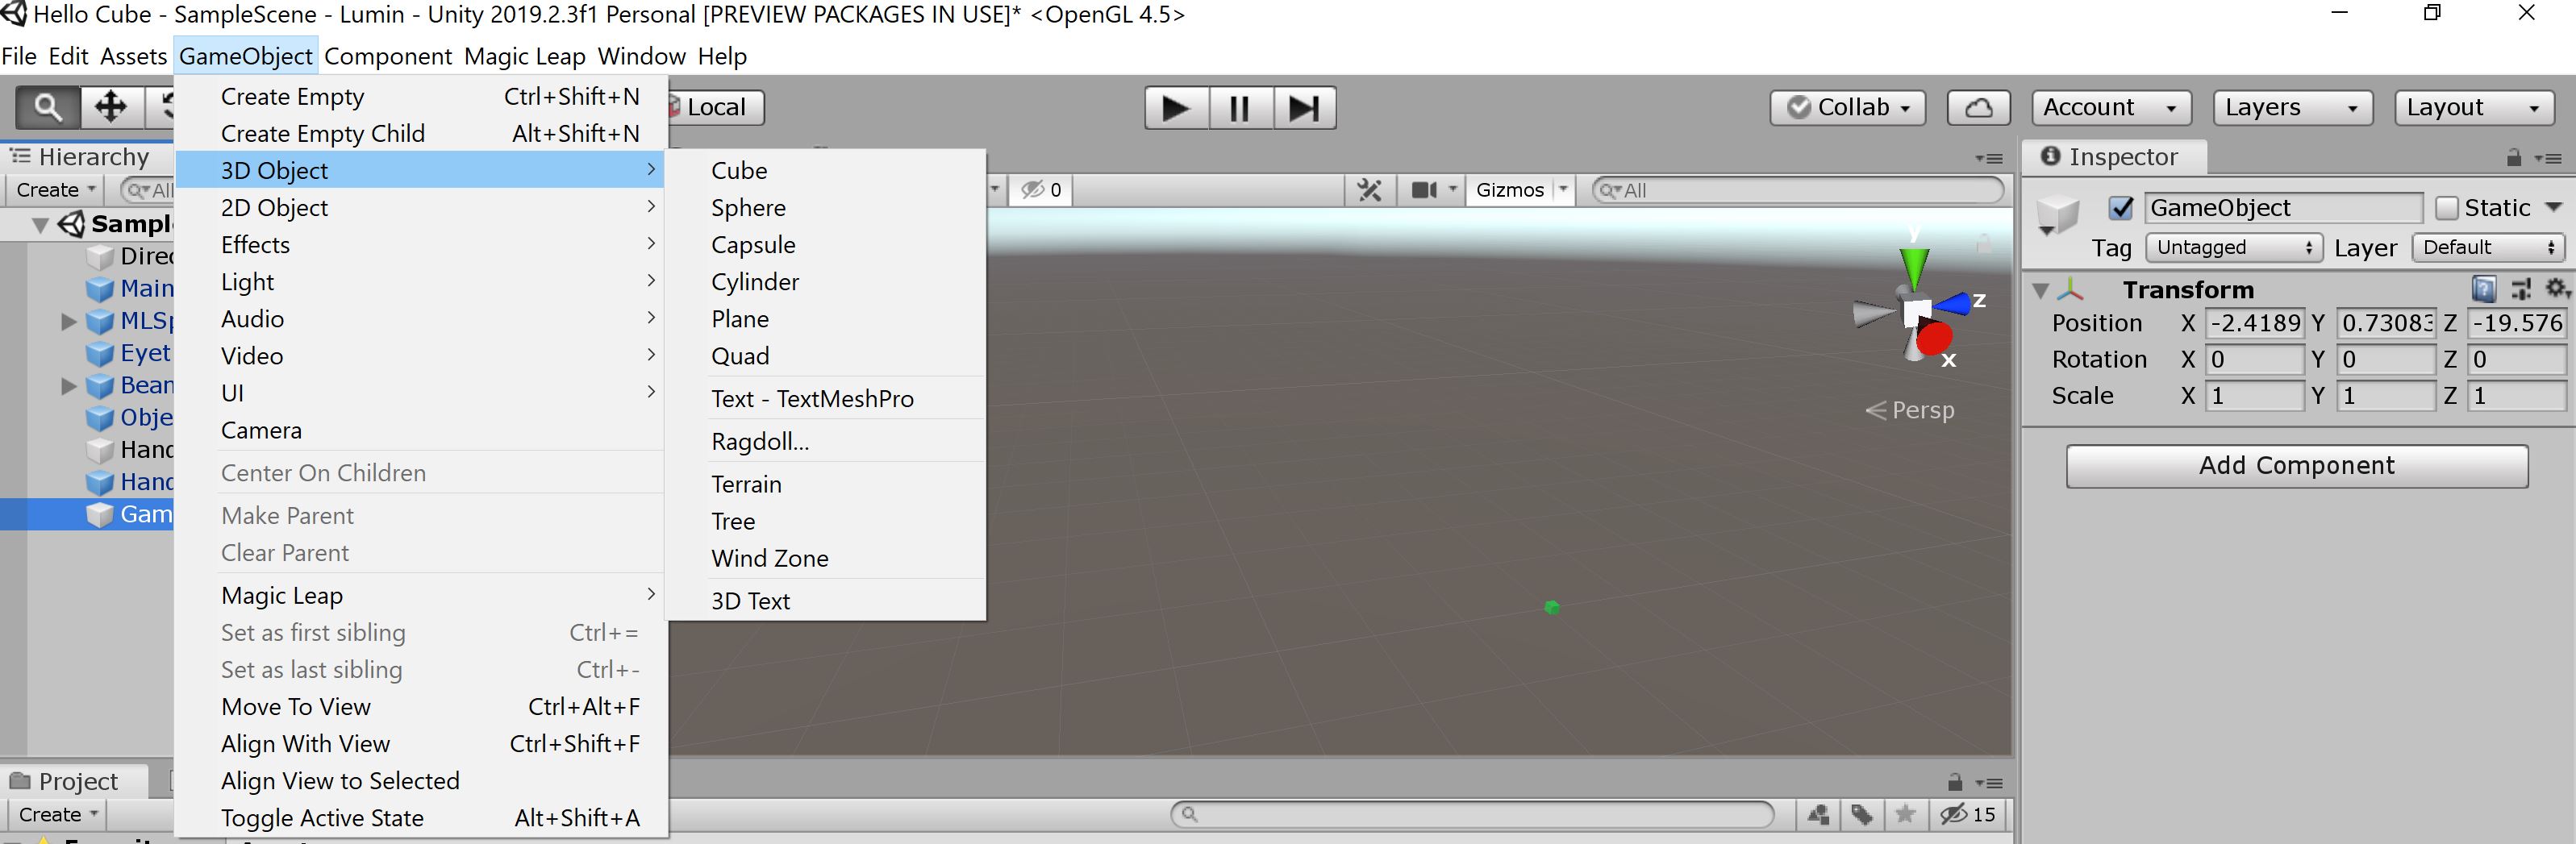 Hello Cube - SampleScene - Lumin - Unity 2019.2.3f1 Personal [PREVIEW PACKAGES IN USE]* <OpenGL 4.5>
File Edit Assets GameObject Component Magic Leap Window Help
Local
Collab
Account
Layers
Layout
Hierarchy
Create
All
Sampl
Direc
Main
MLSp
Eyet
Bean
Obje
Hand
Hand
Gam
Create Empty Ctrl+Shift+N
Create Empty Child Alt+Shift+N
3D Object
2D Object
Effects
Light
Audio
Video
UI
Camera
Center On Children
Make Parent
Clear Parent
Magic Leap
Set as first sibling Ctrl+=
Set as last sibling Ctrl+-
Move To View Ctrl+Alt+F
Align With View Ctrl+Shift+F
Align View to Selected
Toggle Active State Alt+Shift+A
Cube
Sphere
Capsule
Cylinder
Plane
Quad
Text - TextMeshPro
Ragdoll...
Terrain
Tree
Wind Zone
3D Text
0
Gizmos
All
y
z
x
Persp
Inspector
GameObject
Static
Tag Untagged Layer Default
Transform
Position X -2.4189 Y 0.73083 Z -19.576
Rotation X 0 Y 0 Z 0
Scale X 1 Y 1 Z 1
Add Component
Project
Create
15